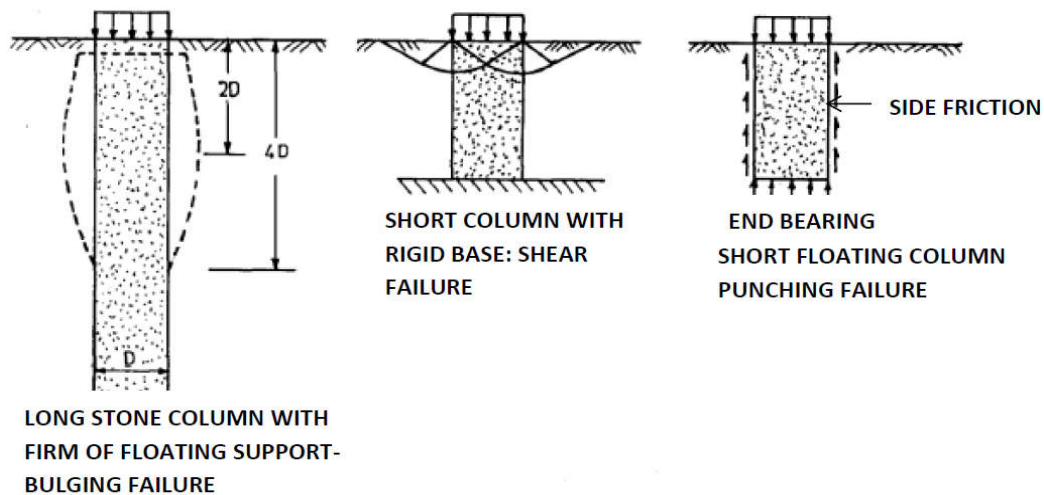 2D
4D
D
LONG STONE COLUMN WITH
FIRM OF FLOATING SUPPORT-
BULGING FAILURE
SHORT COLUMN WITH
RIGID BASE: SHEAR
FAILURE
SIDE FRICTION
END BEARING
SHORT FLOATING COLUMN
PUNCHING FAILURE